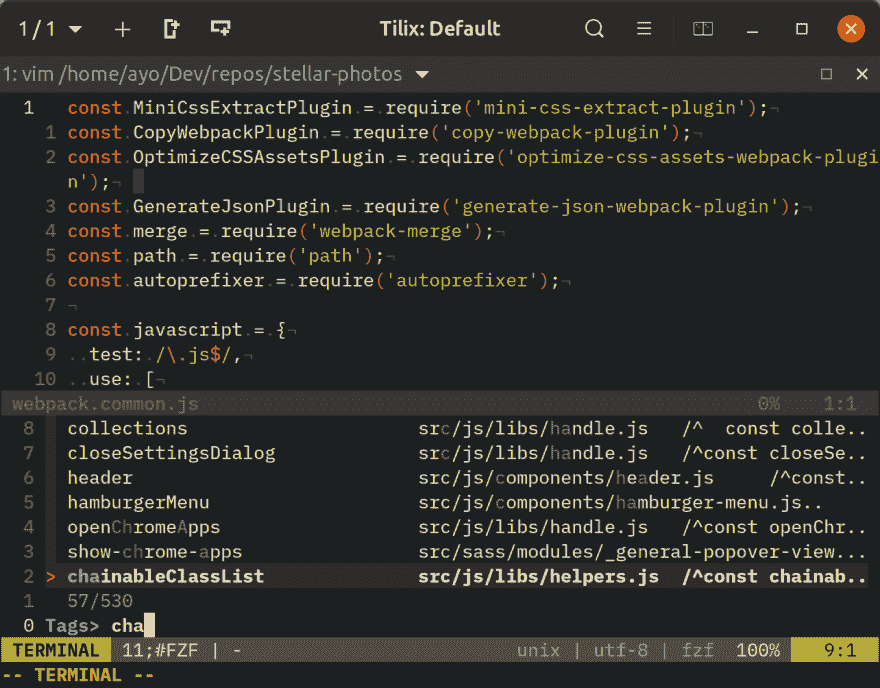 1 / 1
Tilix: Default
1: vim /home/ayo/Dev/repos/stellar-photos
1 const MiniCssExtractPlugin = require('mini-css-extract-plugin');¬
1 const CopyWebpackPlugin = require('copy-webpack-plugin');¬
2 const OptimizeCSSAssetsPlugin = require('optimize-css-assets-webpack-plugi
n');¬
3 const GenerateJsonPlugin = require('generate-json-webpack-plugin');¬
4 const merge = require('webpack-merge');¬
5 const path = require('path');¬
6 const autoprefixer = require('autoprefixer');¬
7 ¬
8 const javascript = {¬
9 ..test: /\.js$/,¬
10 ..use: [¬
webpack.common.js 0% 1:1
8 collections src/js/libs/handle.js /^ const colle..
7 closeSettingsDialog src/js/libs/handle.js /^const closeSe..
6 header src/js/components/header.js /^const..
5 hamburgerMenu src/js/components/hamburger-menu.js..
4 openChromeApps src/js/libs/handle.js /^const openChr..
3 show-chrome-apps src/sass/modules/_general-popover-view...
2 > chainableClassList src/js/libs/helpers.js /^const chainab..
1 57/530
0 Tags> cha
TERMINAL 11;#FZF | - unix | utf-8 | fzf 100% 9:1
-- TERMINAL --